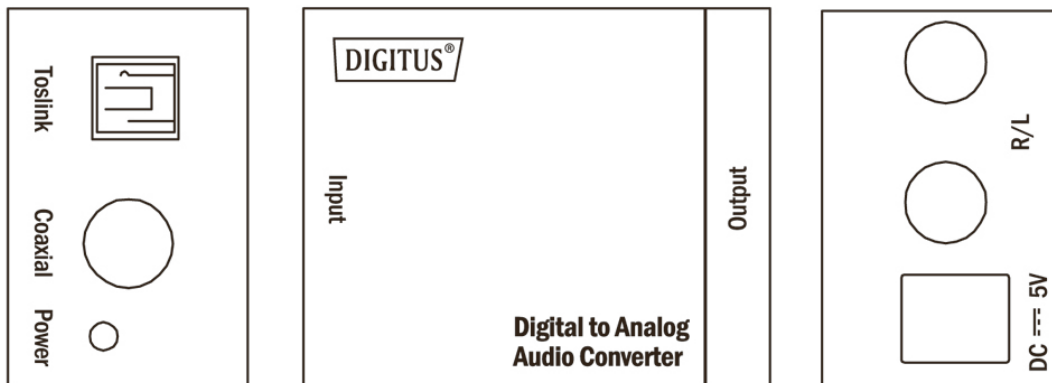 Toslink
Coaxial
Power
DIGITUS®
Input
Output
Digital to Analog
Audio Converter
R/L
DC ⎓ 5V